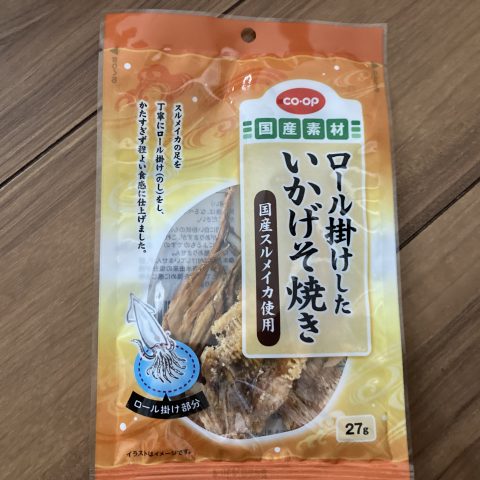 co·op
国産素材
ロール掛けした
いかげそ焼き
国産スルメイカ使用
スルメイカの足を
丁寧にロール掛け(のし)をし、
かたすぎず程よい食感に仕上げました。
ロール掛け部分
イラストはイメージです。
27g